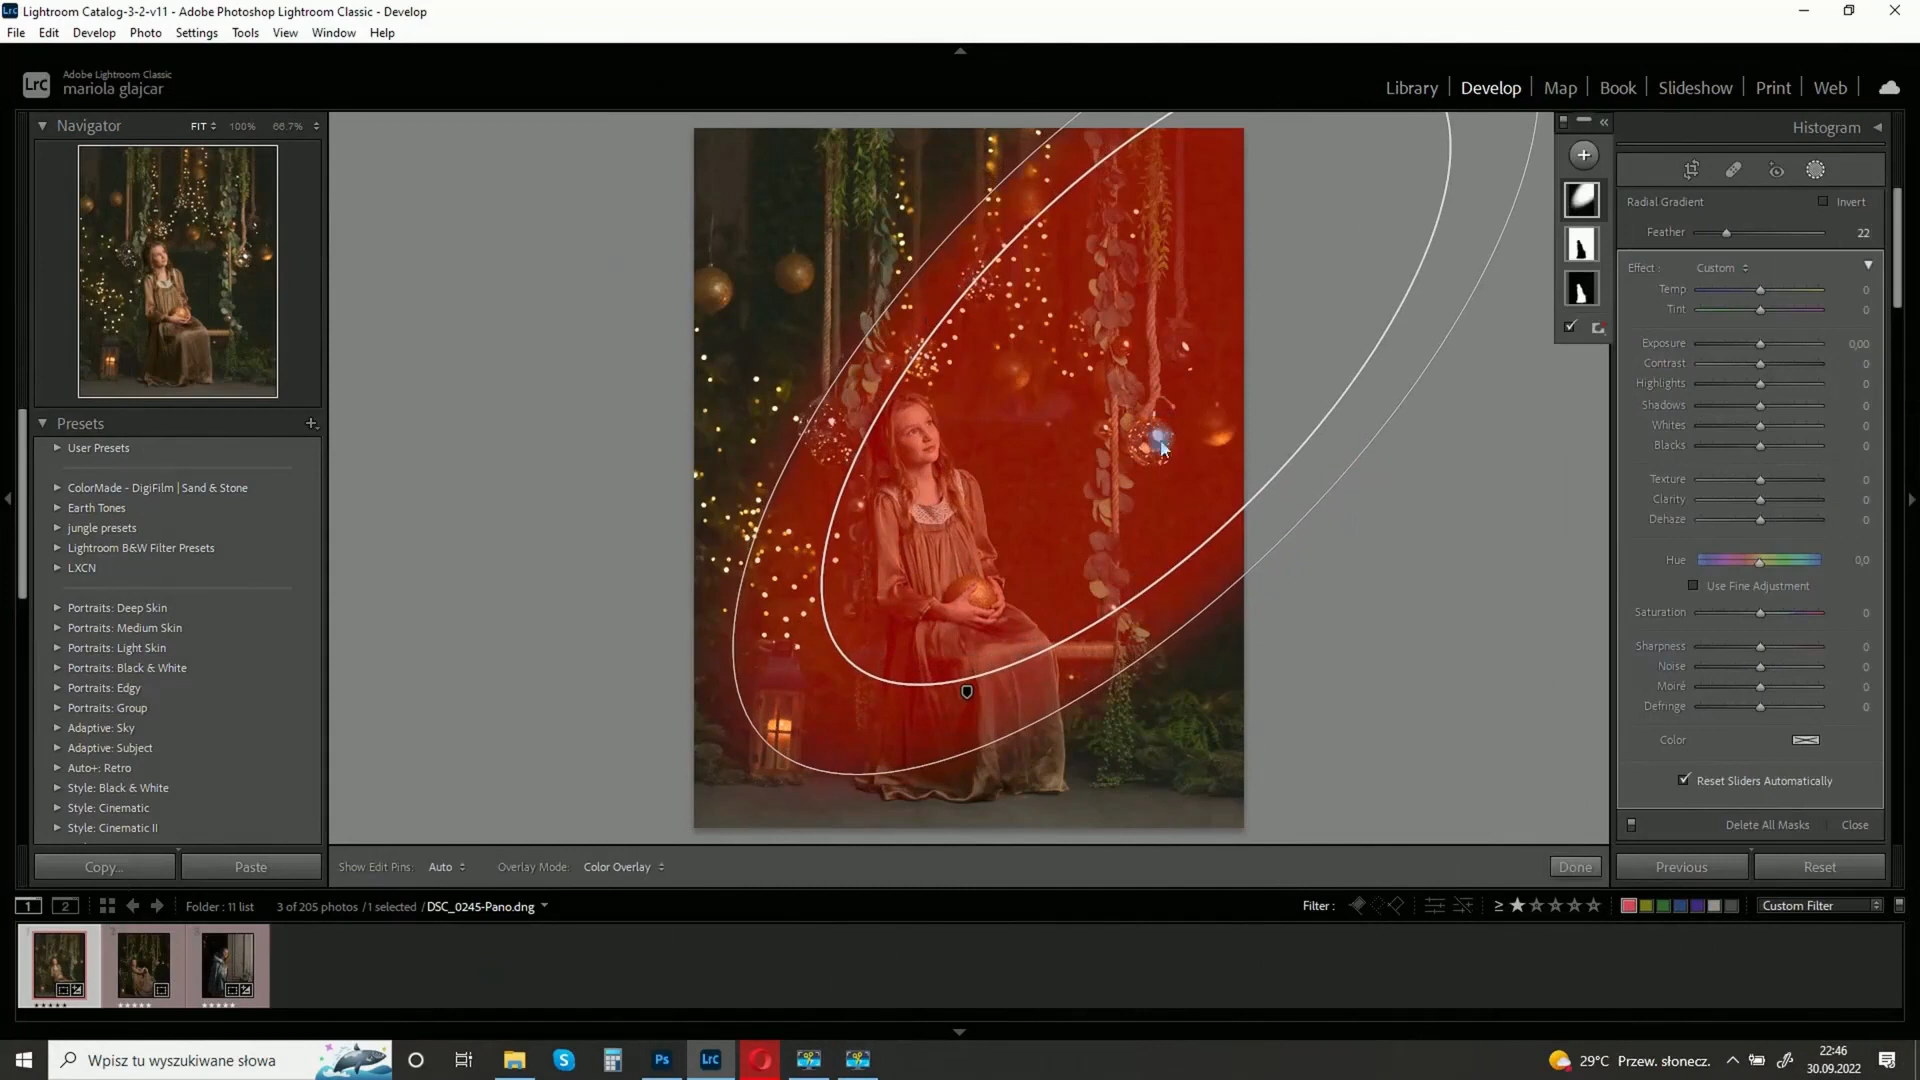 Lightroom Catalog-3-2-v11 - Adobe Photoshop Lightroom Classic - Develop
File Edit Develop Photo Settings Tools View Window Help
Lrc Adobe Lightroom Classic
mariola glajcar
Library Develop Map Book Slideshow Print Web
Navigator FIT 100% 66.7%
Histogram
Radial Gradient Invert
Feather 22
Effect : Custom
Temp 0
Tint 0
Exposure 0,00
Contrast 0
Highlights 0
Shadows 0
Whites 0
Blacks 0
Texture 0
Clarity 0
Dehaze 0
Hue 0,0
Use Fine Adjustment
Saturation 0
Sharpness 0
Noise 0
Moiré 0
Defringe 0
Color
Reset Sliders Automatically
Delete All Masks Close
Presets
User Presets
ColorMade - DigiFilm | Sand & Stone
Earth Tones
jungle presets
Lightroom B&W Filter Presets
LXCN
Portraits: Deep Skin
Portraits: Medium Skin
Portraits: Light Skin
Portraits: Black & White
Portraits: Edgy
Portraits: Group
Adaptive: Sky
Adaptive: Subject
Auto+: Retro
Style: Black & White
Style: Cinematic
Style: Cinematic II
Copy... Paste Show Edit Pins: Auto Overlay Mode: Color Overlay Done Previous Reset
1 2 Folder : 11 list 3 of 205 photos /1 selected / DSC_0245-Pano.dng Filter : ≥ Custom Filter
Wpisz tu wyszukiwane słowa Ps Lrc 29°C Przew. słonecz. 22:46
30.09.2022